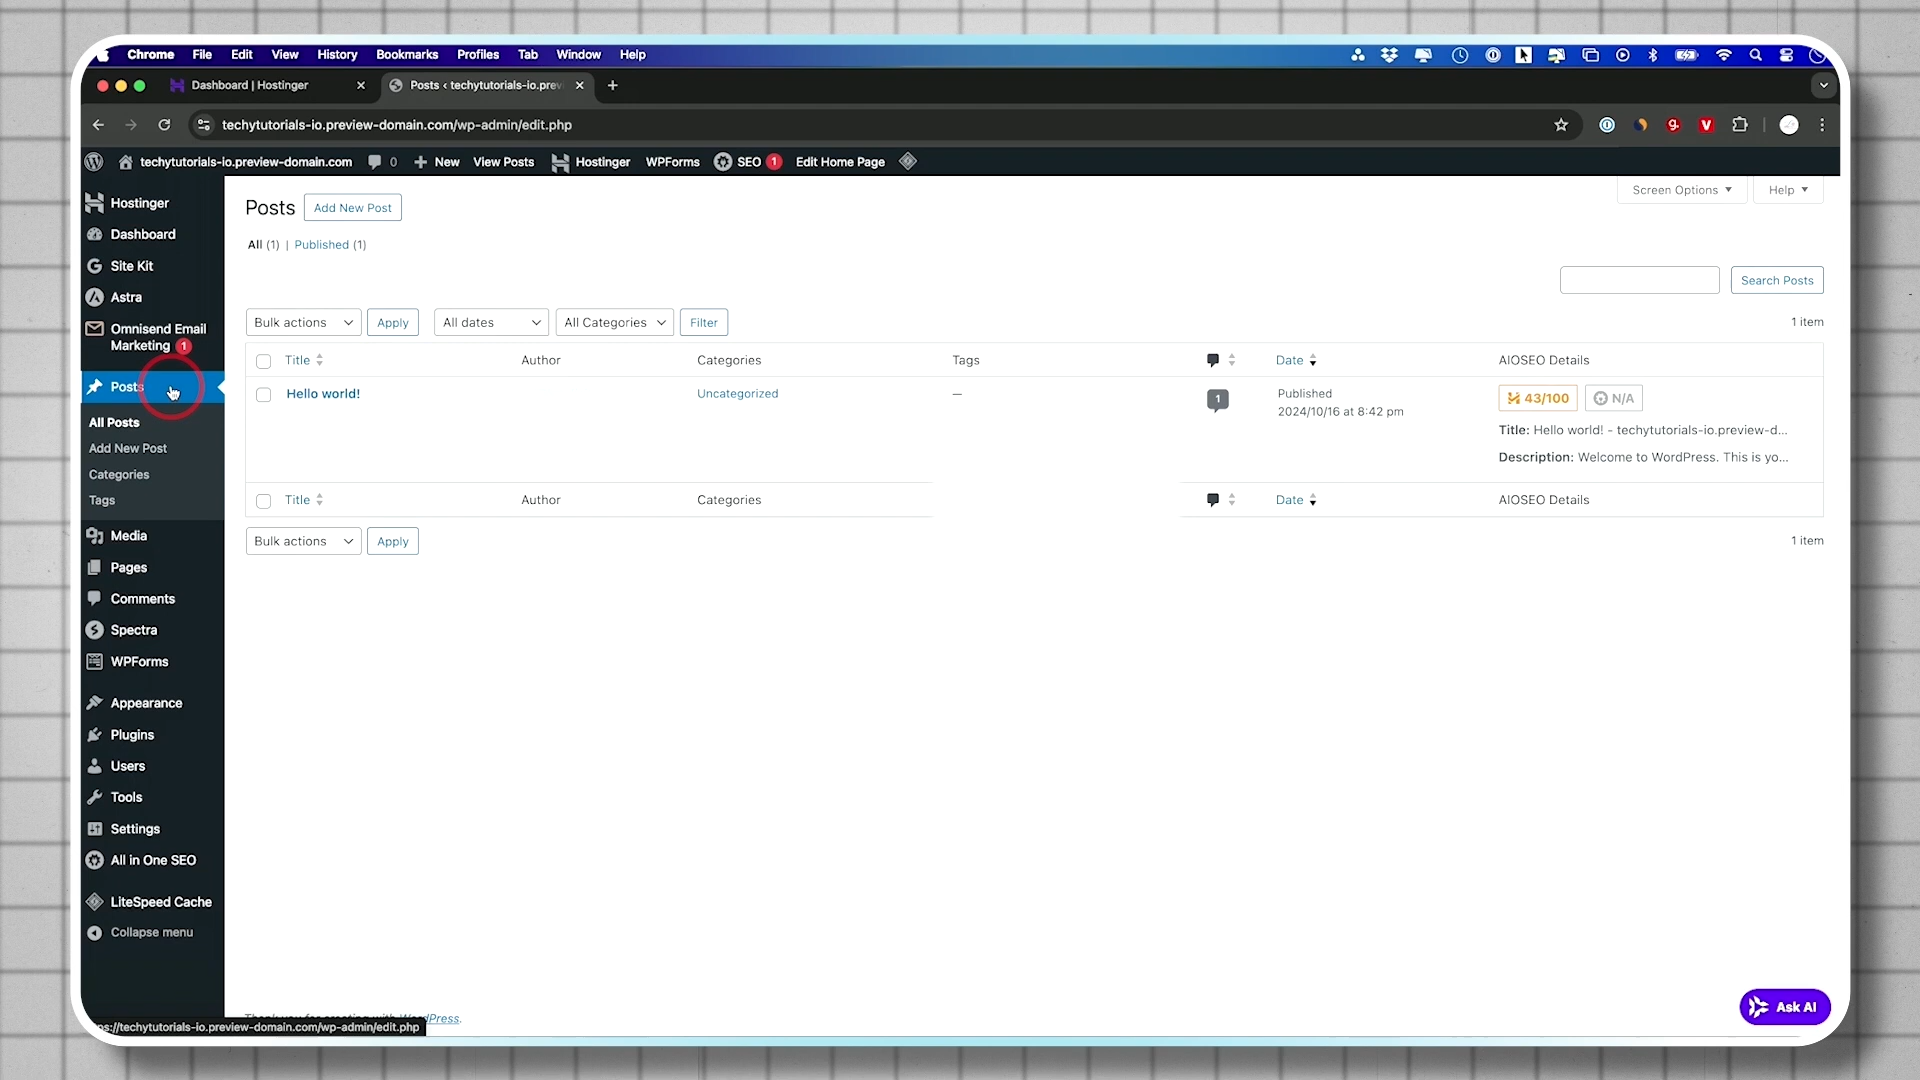 Chrome File Edit View History Bookmarks Profiles Tab Window Help
Dashboard | Hostinger
Posts ‹ techytutorials-io.prev
techytutorials-io.preview-domain.com/wp-admin/edit.php
techytutorials-io.preview-domain.com 0 New View Posts Hostinger WPForms SEO 1 Edit Home Page
Hostinger
Dashboard
Site Kit
Astra
Omnisend Email
Marketing 1
Posts
All Posts
Add New Post
Categories
Tags
Media
Pages
Comments
Spectra
WPForms
Appearance
Plugins
Users
Tools
Settings
All in One SEO
LiteSpeed Cache
Collapse menu
Screen Options Help
Posts Add New Post
All (1) | Published (1)
Search Posts
Bulk actions Apply All dates All Categories Filter 1 item
Title Author Categories Tags Date AIOSEO Details
Hello world! Uncategorized — 1 Published 43/100 N/A
2024/10/16 at 8:42 pm
Title: Hello world! - techytutorials-io.preview-d...
Description: Welcome to WordPress. This is yo...
Title Author Categories Date AIOSEO Details
Bulk actions Apply 1 item
Ask AI
Thank you for creating with WordPress.
ps://techytutorials-io.preview-domain.com/wp-admin/edit.php